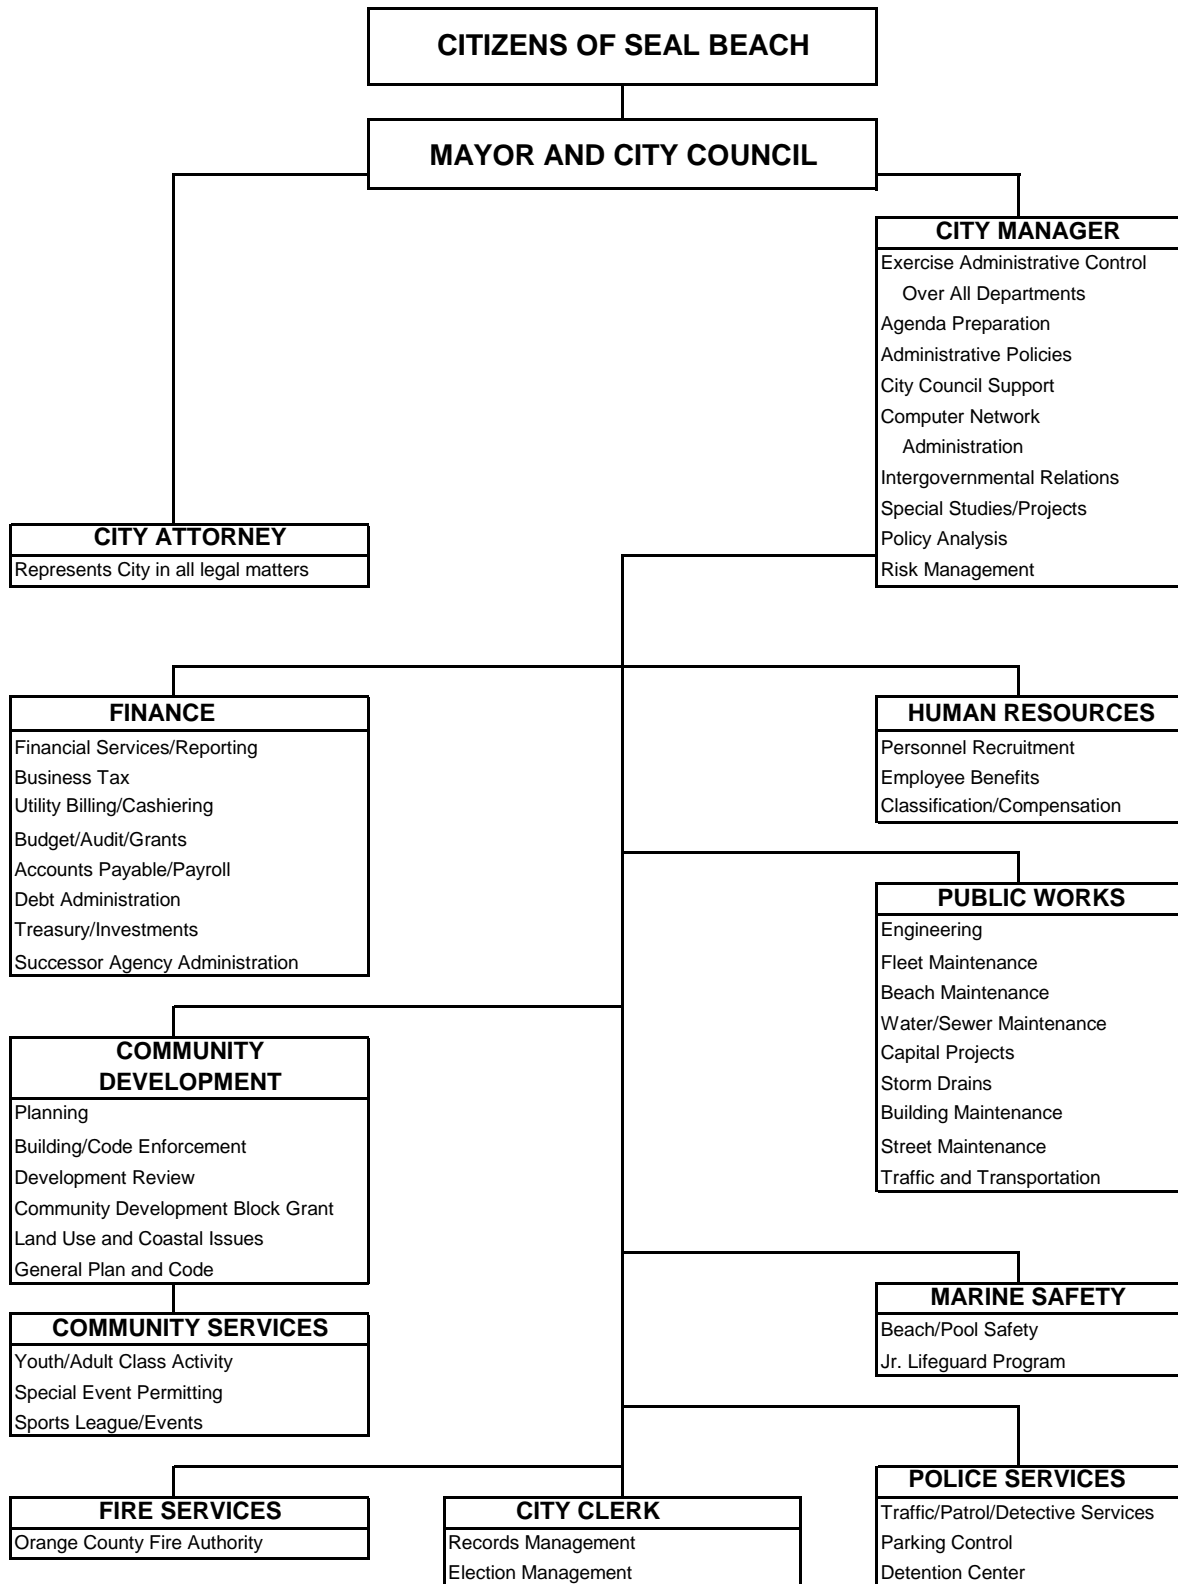 CITIZENS OF SEAL BEACH
MAYOR AND CITY COUNCIL
CITY MANAGER
Exercise Administrative Control
Over All Departments
Agenda Preparation
Administrative Policies
City Council Support
Computer Network
Administration
Intergovernmental Relations
Special Studies/Projects
Policy Analysis
Risk Management
CITY ATTORNEY
Represents City in all legal matters
FINANCE
Financial Services/Reporting
Business Tax
Utility Billing/Cashiering
Budget/Audit/Grants
Accounts Payable/Payroll
Debt Administration
Treasury/Investments
Successor Agency Administration
HUMAN RESOURCES
Personnel Recruitment
Employee Benefits
Classification/Compensation
PUBLIC WORKS
Engineering
Fleet Maintenance
Beach Maintenance
Water/Sewer Maintenance
Capital Projects
Storm Drains
Building Maintenance
Street Maintenance
Traffic and Transportation
COMMUNITY
DEVELOPMENT
Planning
Building/Code Enforcement
Development Review
Community Development Block Grant
Land Use and Coastal Issues
General Plan and Code
COMMUNITY SERVICES
Youth/Adult Class Activity
Special Event Permitting
Sports League/Events
MARINE SAFETY
Beach/Pool Safety
Jr. Lifeguard Program
FIRE SERVICES
Orange County Fire Authority
CITY CLERK
Records Management
Election Management
POLICE SERVICES
Traffic/Patrol/Detective Services
Parking Control
Detention Center